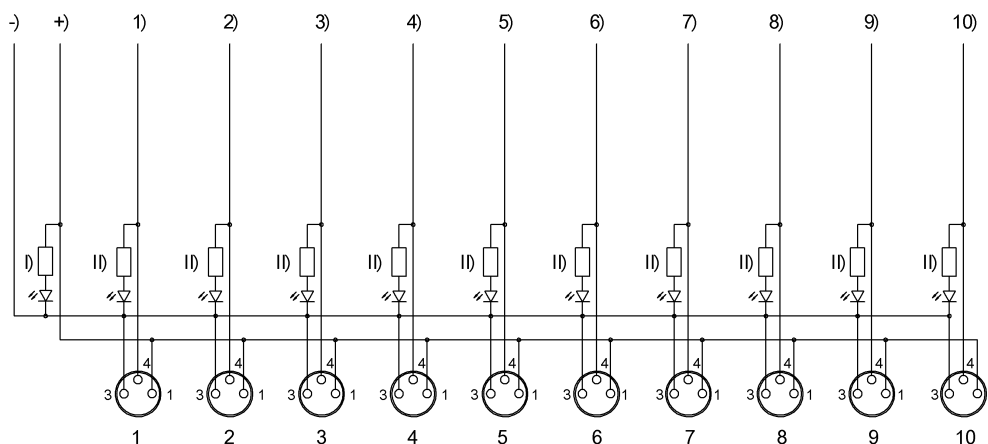 -) +) 1) 2) 3) 4) 5) 6) 7) 8) 9) 10)
I) II) II) II) II) II) II) II) II) II) II)
4 4 4 4 4 4 4 4 4 4
3 1 3 1 3 1 3 1 3 1 3 1 3 1 3 1 3 1 3 1
1 2 3 4 5 6 7 8 9 10